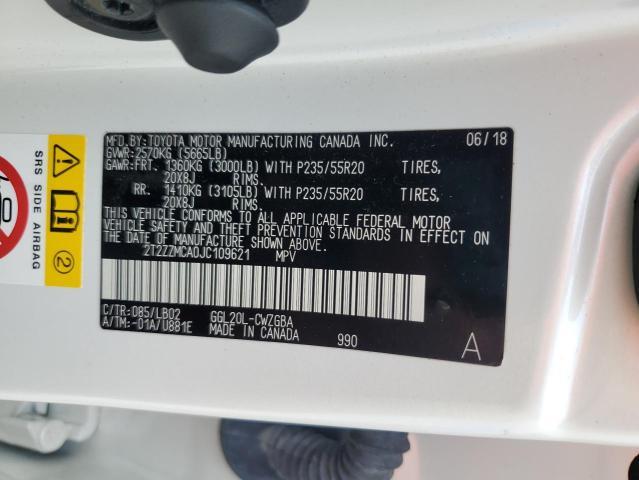 MFD.BY:TOYOTA MOTOR MANUFACTURING CANADA INC. 06/18
GVWR:2570KG (5665LB)
GAWR:FRT. 1360KG (3000LB) WITH P235/55R20 TIRES,
20X8J RIMS.
RR. 1410KG (3105LB) WITH P235/55R20 TIRES,
20X8J RIMS.
THIS VEHICLE CONFORMS TO ALL APPLICABLE FEDERAL MOTOR
VEHICLE SAFETY AND THEFT PREVENTION STANDARDS IN EFFECT ON
THE DATE OF MANUFACTURE SHOWN ABOVE.
2T2ZZMCA0JC109621 MPV
C/TR:085/LB02 GGL20L-CWZGBA
A/TM:-01A/U881E MADE IN CANADA 990 A
SRS SIDE AIRBAG
2